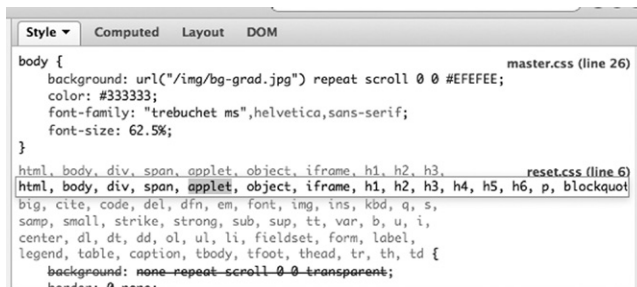 Style ▾ Computed Layout DOM
body { master.css (line 26)
background: url("/img/bg-grad.jpg") repeat scroll 0 0 #EFEFEE;
color: #333333;
font-family: "trebuchet ms",helvetica,sans-serif;
font-size: 62.5%;
}
html, body, div, span, applet, object, iframe, h1, h2, h3, reset.css (line 6)
html, body, div, span, applet, object, iframe, h1, h2, h3, h4, h5, h6, p, blockquot
big, cite, code, del, dfn, em, font, img, ins, kbd, q, s,
samp, small, strike, strong, sub, sup, tt, var, b, u, i,
center, dl, dt, dd, ol, ul, li, fieldset, form, label,
legend, table, caption, tbody, tfoot, thead, tr, th, td {
background: none repeat scroll 0 0 transparent;
border: 0 none;